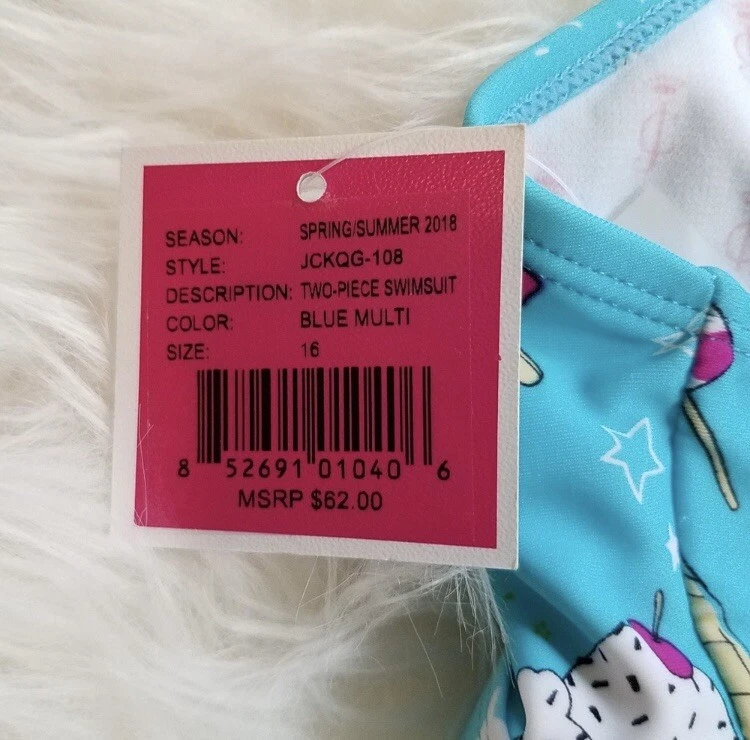 SEASON: SPRING/SUMMER 2018
STYLE: JCKQG-108
DESCRIPTION: TWO-PIECE SWIMSUIT
COLOR: BLUE MULTI
SIZE: 16
8 52691 01040 6
MSRP $62.00